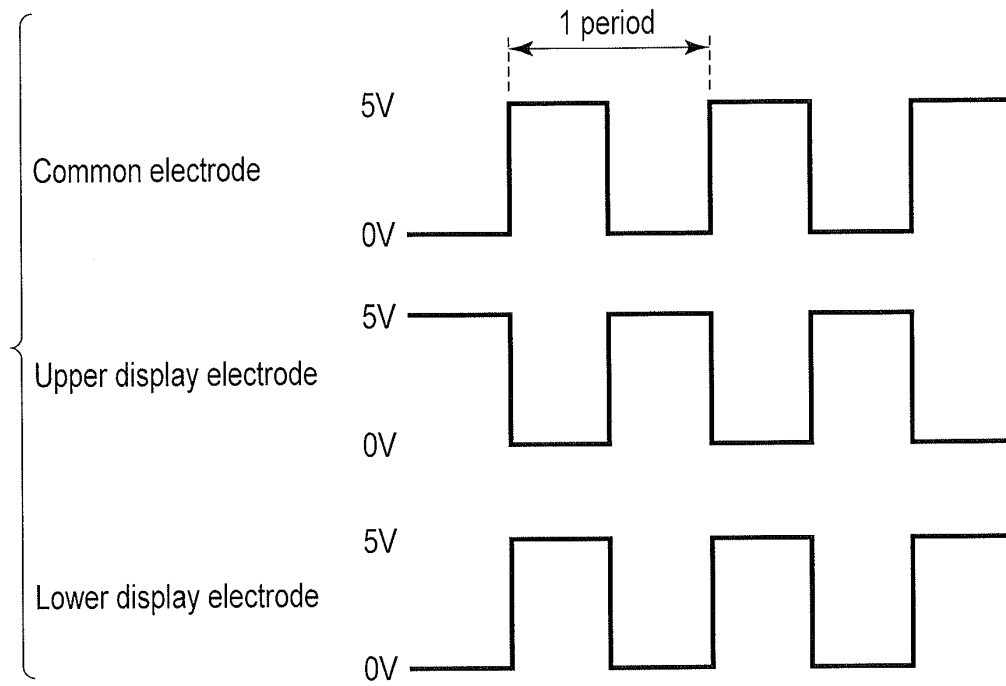 1 period
5V
Common electrode
0V
5V
Upper display electrode
0V
5V
Lower display electrode
0V